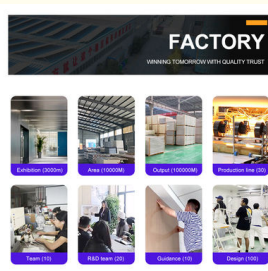 FACTORY
WINNING TOMORROW WITH QUALITY TRUST
Exhibition (3000m)
Area (10000M)
Output (100000M)
Production line (30)
Team (10)
R&D team (20)
Guidance (10)
Design (100)